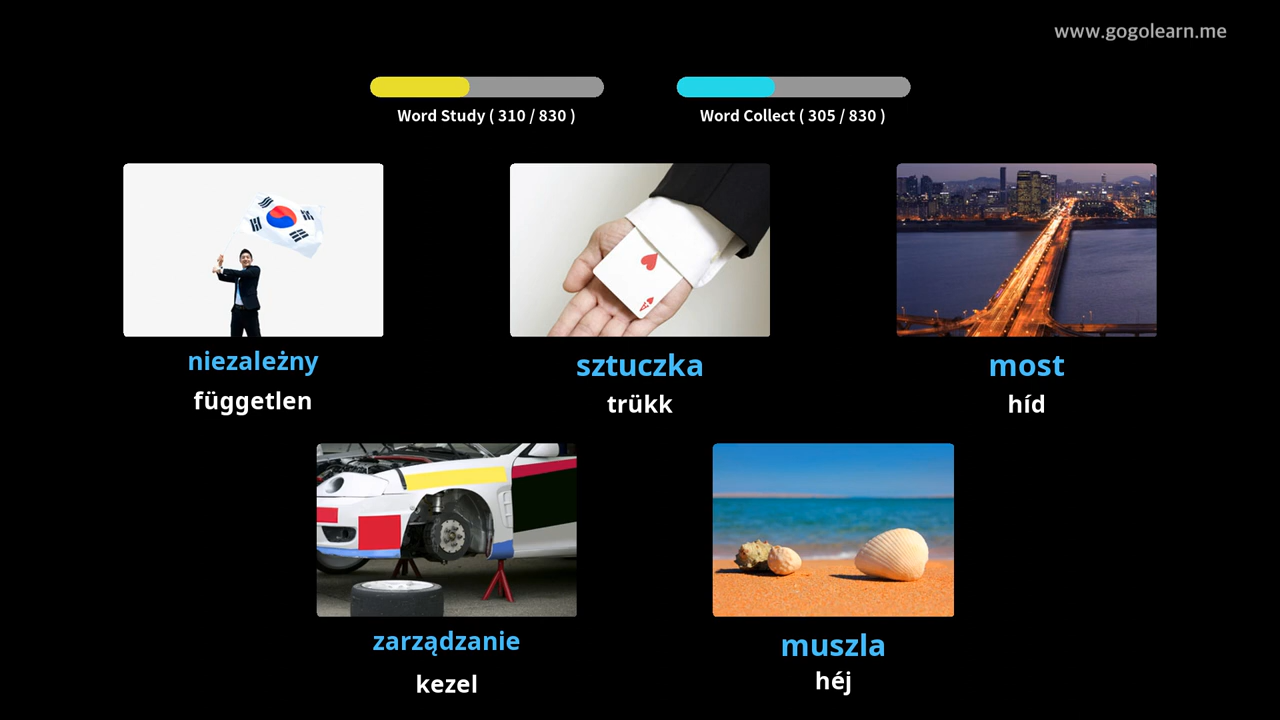 www.gogolearn.me
Word Study ( 310 / 830 )
Word Collect ( 305 / 830 )
niezależny
független
sztuczka
trükk
most
híd
zarządzanie
kezel
muszla
héj